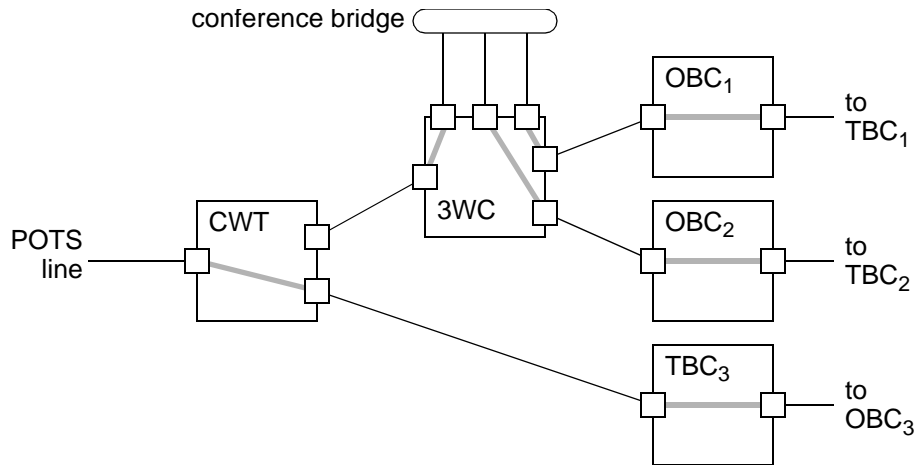 conference bridge
OBC1
to
TBC1
3WC
CWT
POTS
line
OBC2
to
TBC2
TBC3
to
OBC3